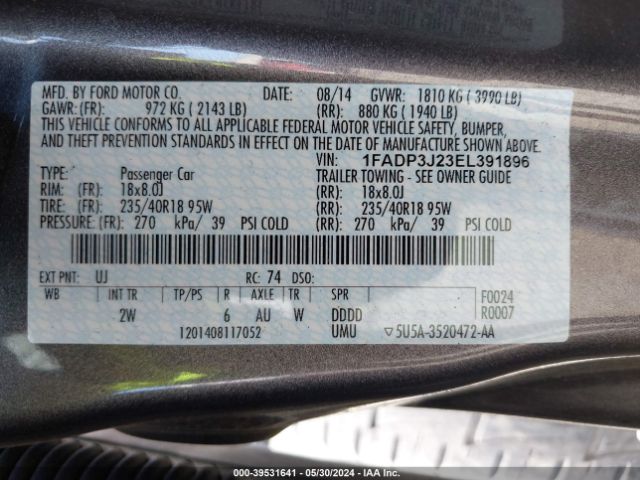 MFD. BY FORD MOTOR CO. DATE: 08/14 GVWR: 1810 KG ( 3990 LB)
GAWR: (FR): 972 KG ( 2143 LB) (RR): 880 KG ( 1940 LB)
THIS VEHICLE CONFORMS TO ALL APPLICABLE FEDERAL MOTOR VEHICLE SAFETY, BUMPER,
AND THEFT PREVENTION STANDARDS IN EFFECT ON THE DATE OF MANUFACTURE SHOWN ABOVE.
VIN: 1FADP3J23EL391896
TYPE: Passenger Car TRAILER TOWING - SEE OWNER GUIDE
RIM: (FR): 18x8.0J (RR): 18x8.0J
TIRE: (FR): 235/40R18 95W (RR): 235/40R18 95W
PRESSURE: (FR): 270 kPa/ 39 PSI COLD (RR): 270 kPa/ 39 PSI COLD
EXT PNT: UJ RC: 74 DSO:
WB INT TR TP/PS R AXLE TR SPR F0024
2W 6 AU W DDDD R0007
1201408117052 UMU ▽5U5A-3520472-AA
000-39531641 - 05/30/2024 - IAA Inc.